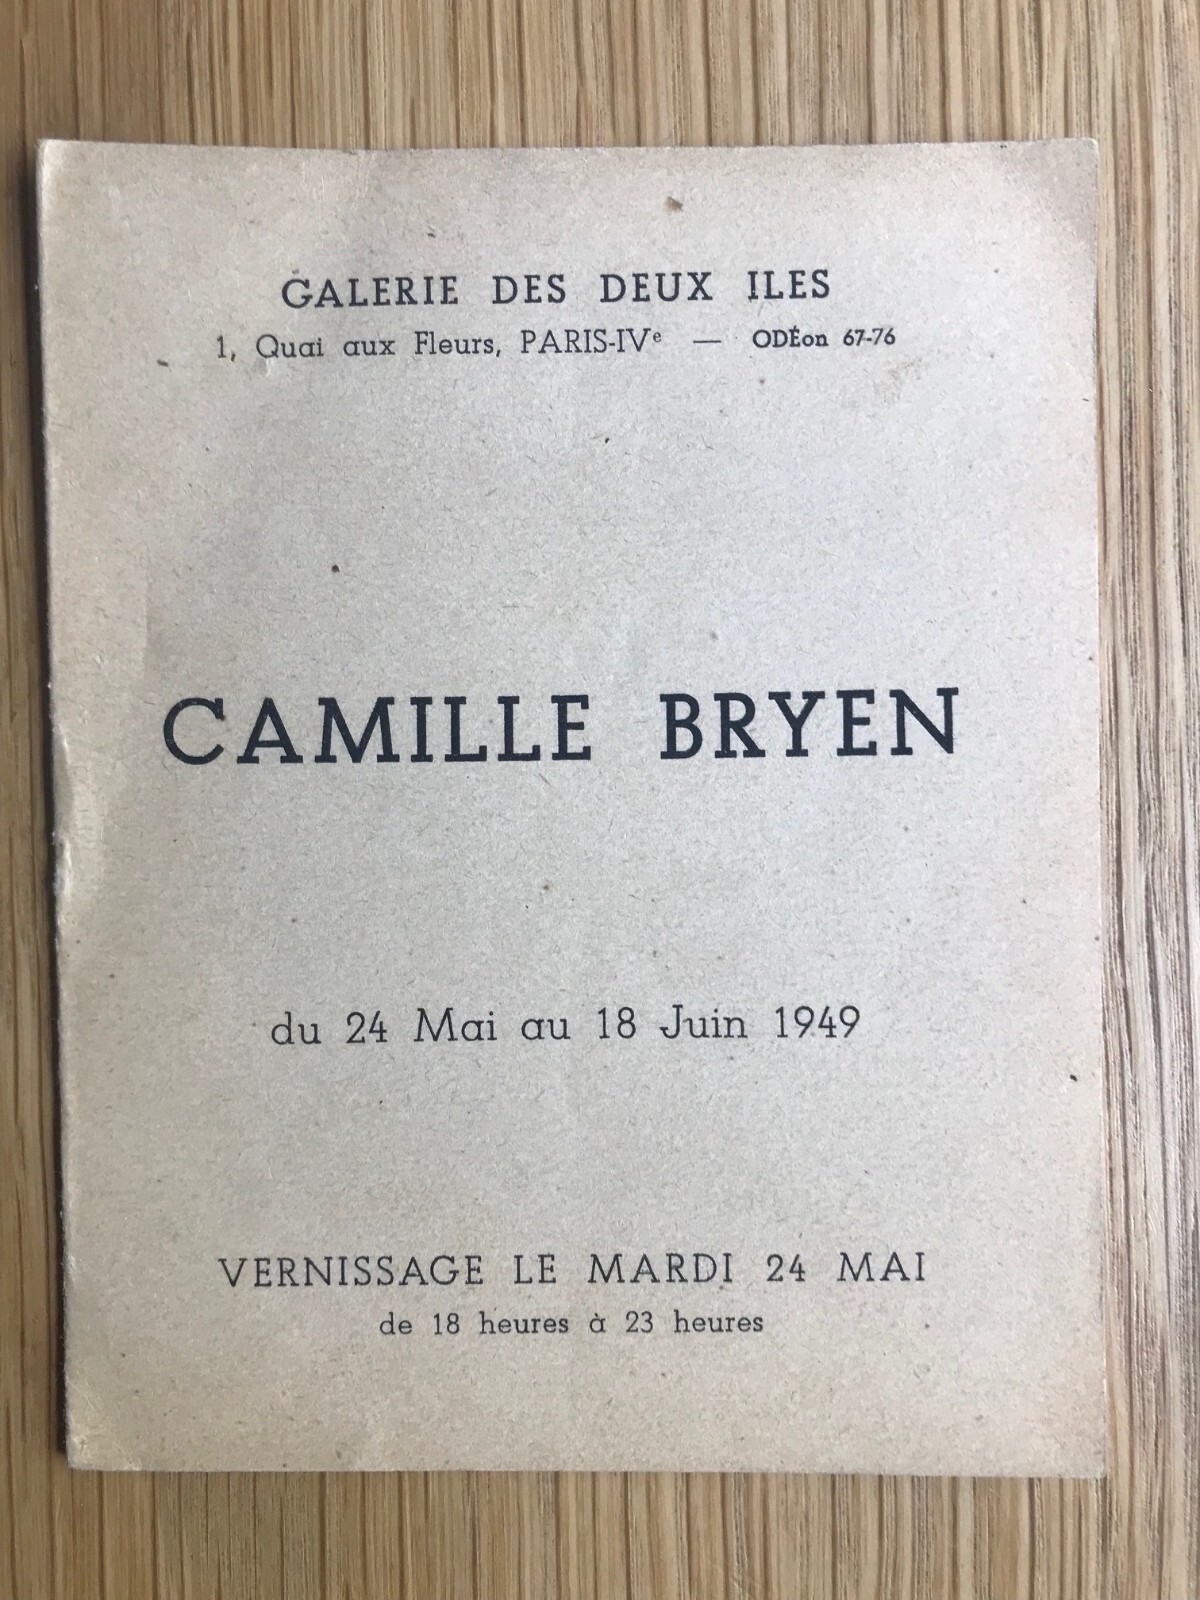 GALERIE DES DEUX ILES
1, Quai aux Fleurs, PARIS-IVe — ODÉon 67-76
CAMILLE BRYEN
du 24 Mai au 18 Juin 1949
VERNISSAGE LE MARDI 24 MAI
de 18 heures à 23 heures